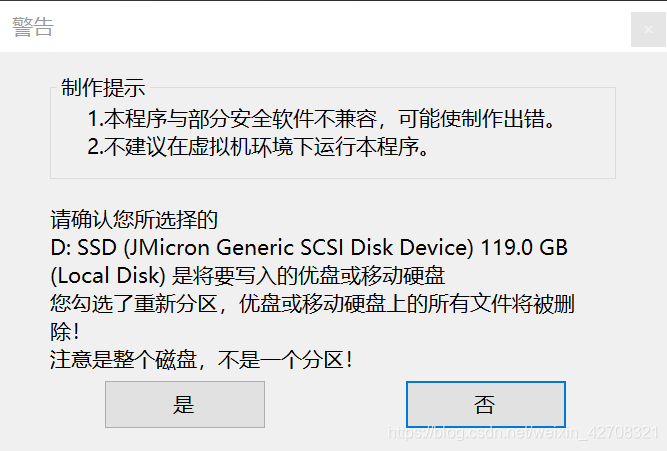 警告
制作提示
1.本程序与部分安全软件不兼容，可能使制作出错。
2.不建议在虚拟机环境下运行本程序。
请确认您所选择的
D: SSD (JMicron Generic SCSI Disk Device) 119.0 GB
(Local Disk) 是将要写入的优盘或移动硬盘
您勾选了重新分区，优盘或移动硬盘上的所有文件将被删
除！
注意是整个磁盘，不是一个分区！
是
否
https://blog.csdn.net/weixin_42708321